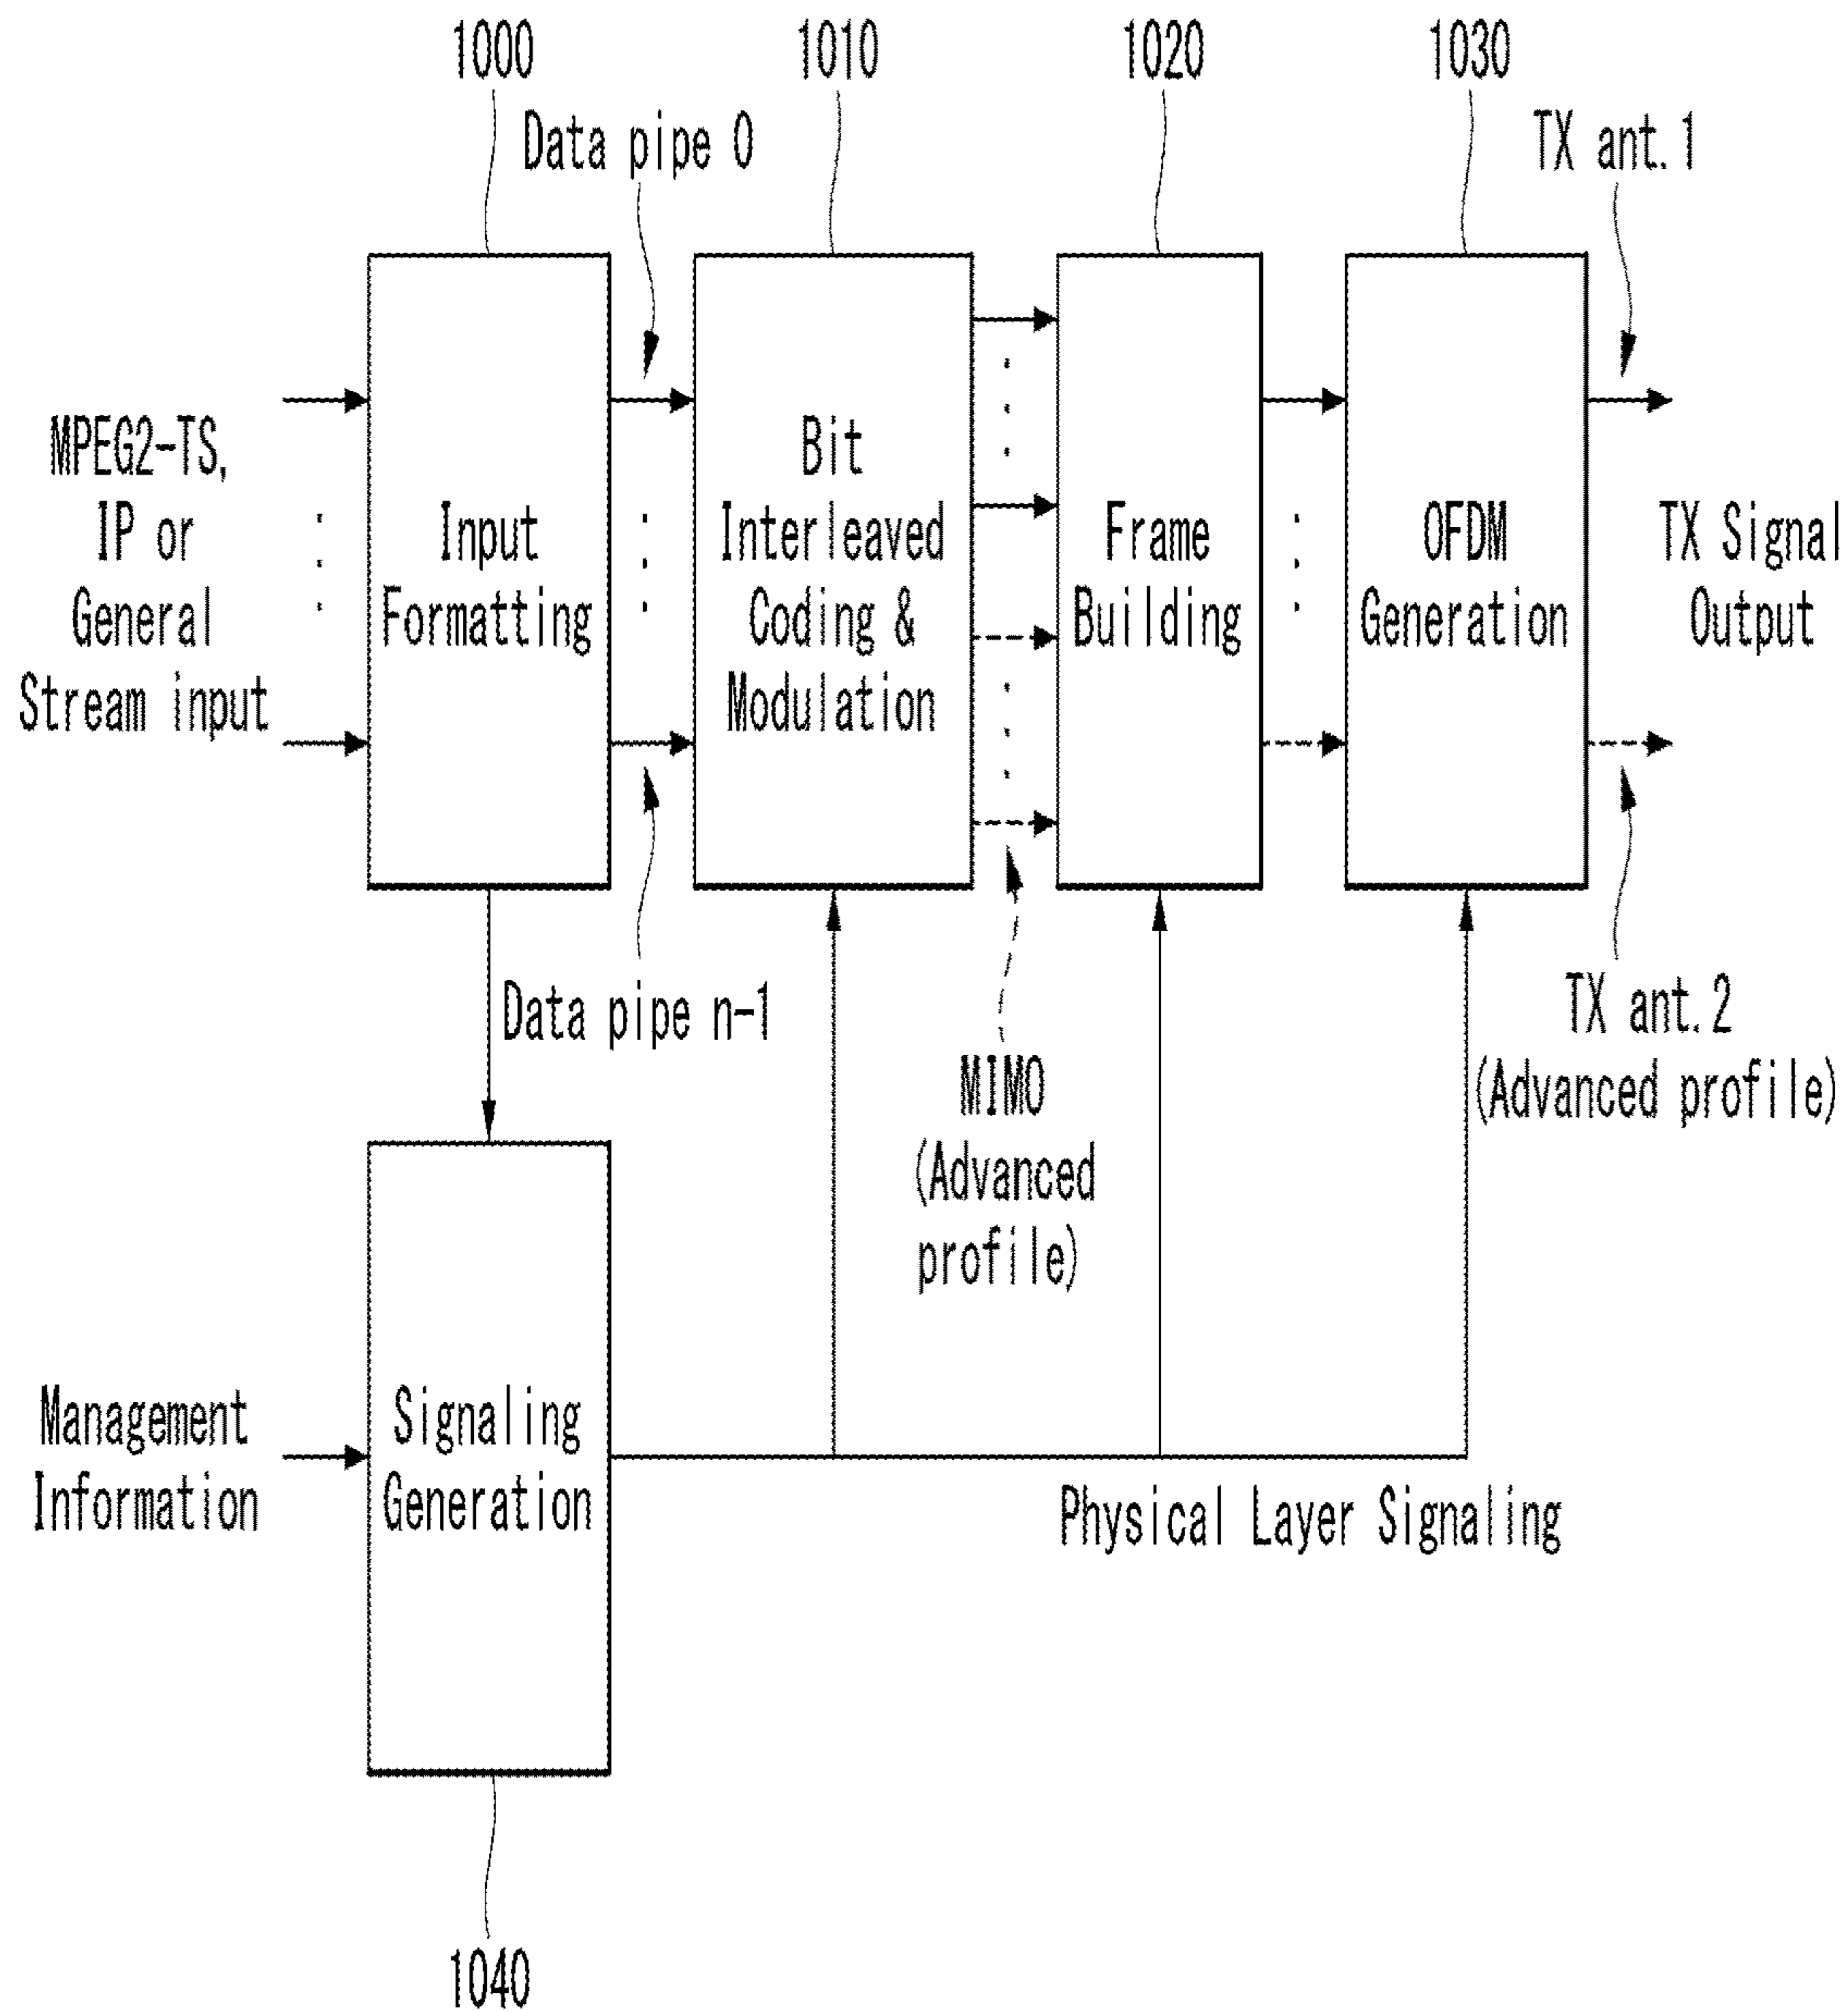 1000
1010
1020
1030
Data pipe 0
TX ant.1
MPEG2-TS,
IP or
General
Stream input
Input
Formatting
Bit
Interleaved
Coding &
Modulation
Frame
Building
OFDM
Generation
TX Signal
Output
Data pipe n-1
MIMO
(Advanced
profile)
TX ant.2
(Advanced profile)
Management
Information
Signaling
Generation
Physical Layer Signaling
1040